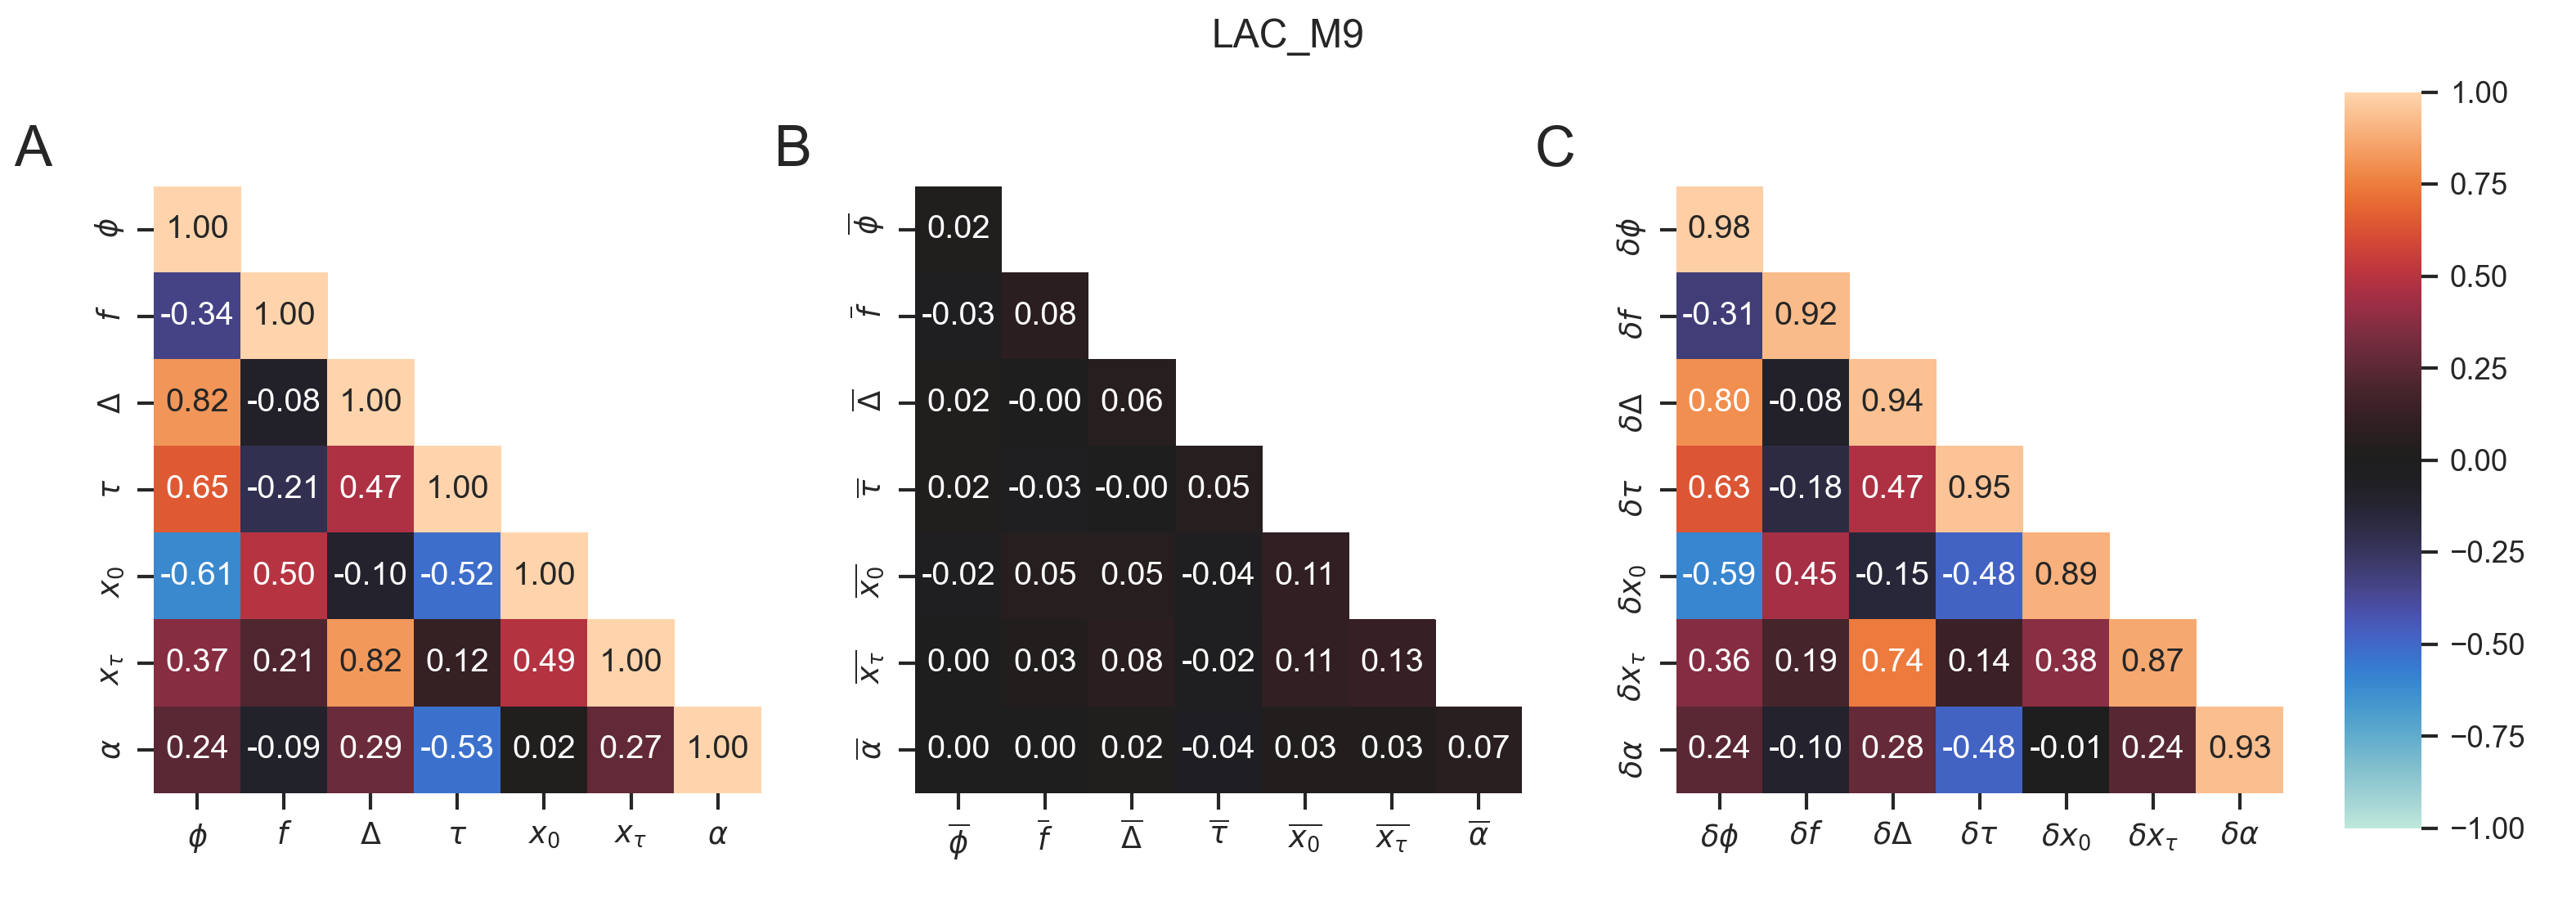 LAC_M9
A
B
C
ϕ 1.00
f -0.34 1.00
Δ 0.82 -0.08 1.00
τ 0.65 -0.21 0.47 1.00
x₀ -0.61 0.50 -0.10 -0.52 1.00
x_τ 0.37 0.21 0.82 0.12 0.49 1.00
α 0.24 -0.09 0.29 -0.53 0.02 0.27 1.00
ϕ f Δ τ x₀ x_τ α
ϕ̅ 0.02
f̅ -0.03 0.08
Δ̅ 0.02 -0.00 0.06
τ̅ 0.02 -0.03 -0.00 0.05
x̅₀̅ -0.02 0.05 0.05 -0.04 0.11
x̅_τ̅ 0.00 0.03 0.08 -0.02 0.11 0.13
α̅ 0.00 0.00 0.02 -0.04 0.03 0.03 0.07
ϕ̅ f̅ Δ̅ τ̅ x̅₀̅ x̅_τ̅ α̅
δϕ 0.98
δf -0.31 0.92
δΔ 0.80 -0.08 0.94
δτ 0.63 -0.18 0.47 0.95
δx₀ -0.59 0.45 -0.15 -0.48 0.89
δx_τ 0.36 0.19 0.74 0.14 0.38 0.87
δα 0.24 -0.10 0.28 -0.48 -0.01 0.24 0.93
δϕ δf δΔ δτ δx₀ δx_τ δα
1.00
0.75
0.50
0.25
0.00
−0.25
−0.50
−0.75
−1.00